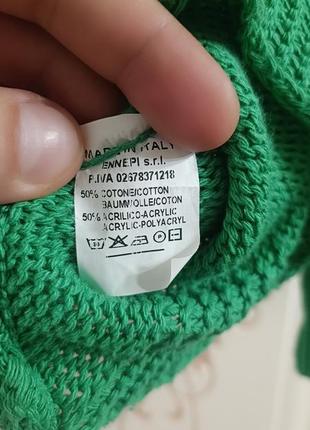 MADE IN ITALY
ENNEPI s.r.l.
P.IVA 02678371218
50% COTONE/COTTON
BAUMWOLLE/COTON
50% ACRILICO-ACRYLIC
ACRYLIC-POLYACRYL